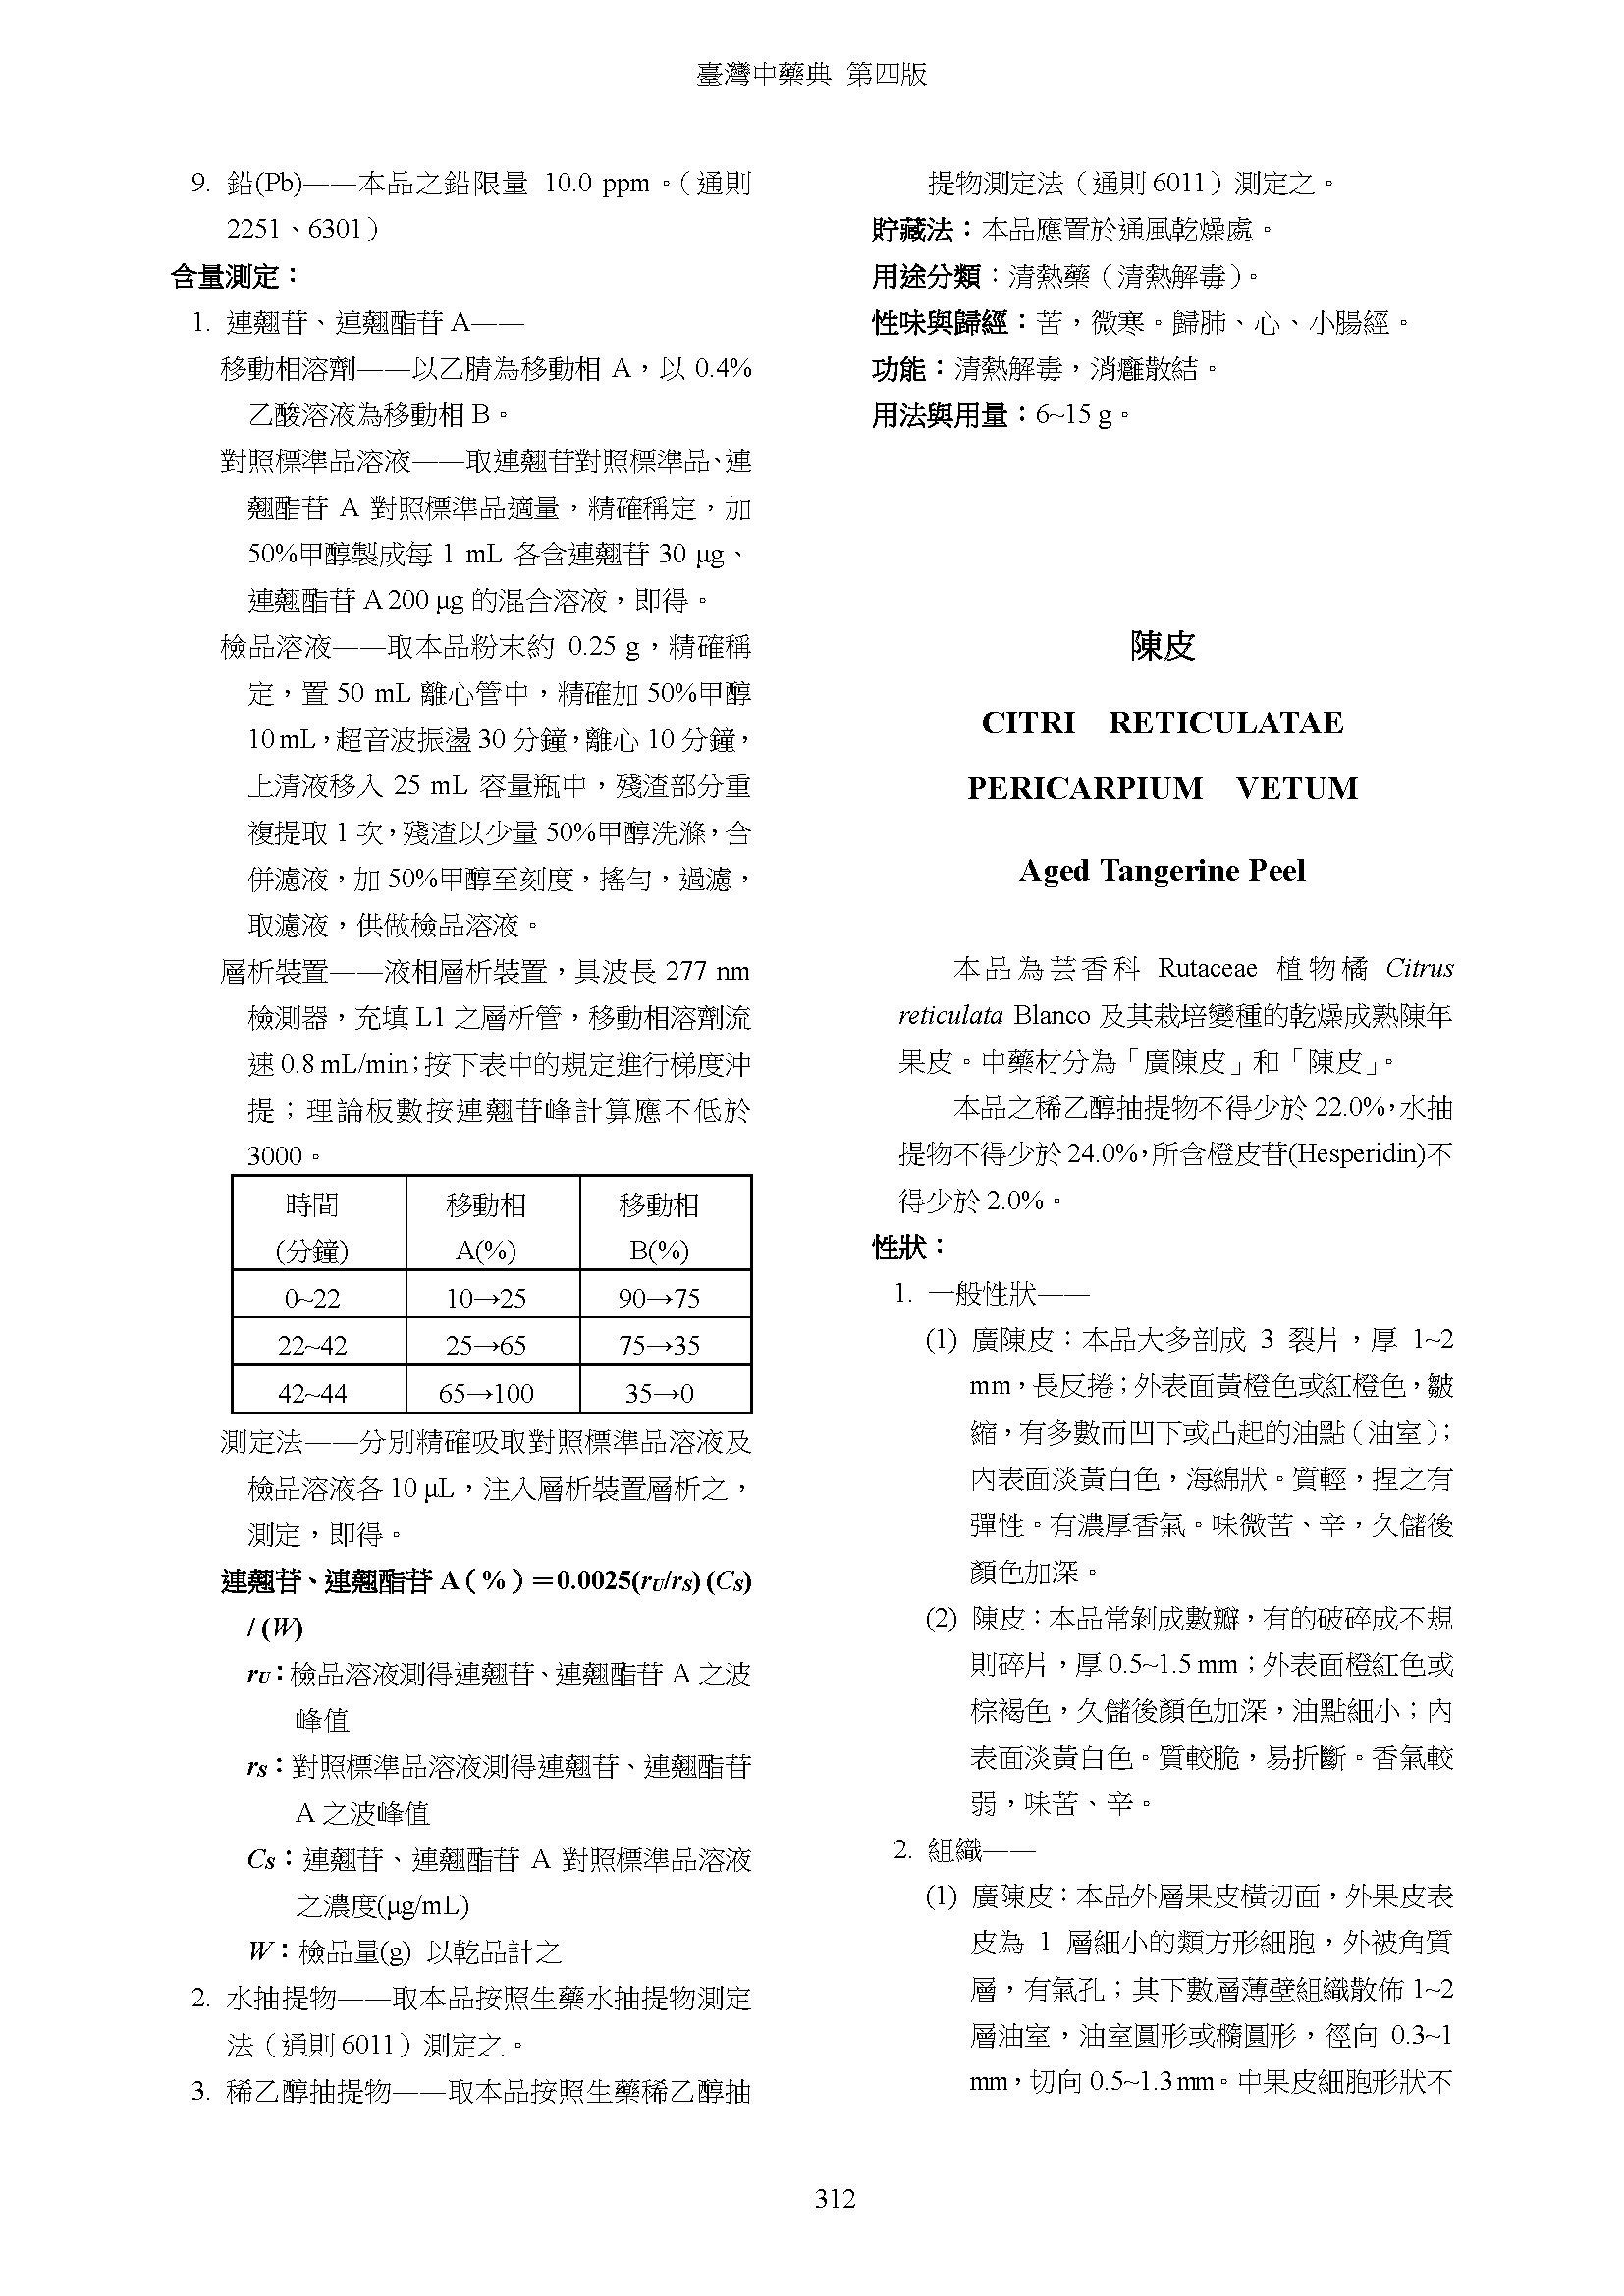 臺灣中藥典 第四版
9. 鉛(Pb)——本品之鉛限量 10.0 ppm。(通則
2251、6301)
含量測定：
1. 連翹苷、連翹酯苷 A——
移動相溶劑——以乙腈為移動相 A，以 0.4%
乙酸溶液為移動相 B。
對照標準品溶液——取連翹苷對照標準品、連
翹酯苷 A 對照標準品適量，精確稱定，加
50%甲醇製成每 1 mL 各含連翹苷 30 μg、
連翹酯苷 A 200 μg 的混合溶液，即得。
檢品溶液——取本品粉末約 0.25 g，精確稱
定，置 50 mL 離心管中，精確加 50%甲醇
10 mL，超音波振盪 30 分鐘，離心 10 分鐘，
上清液移入 25 mL 容量瓶中，殘渣部分重
複提取 1 次，殘渣以少量 50%甲醇洗滌，合
併濾液，加 50%甲醇至刻度，搖勻，過濾，
取濾液，供做檢品溶液。
層析裝置——液相層析裝置，具波長 277 nm
檢測器，充填 L1 之層析管，移動相溶劑流
速 0.8 mL/min；按下表中的規定進行梯度沖
提；理論板數按連翹苷峰計算應不低於
3000。
時間 移動相 移動相
(分鐘) A(%) B(%)
0~22 10→25 90→75
22~42 25→65 75→35
42~44 65→100 35→0
測定法——分別精確吸取對照標準品溶液及
檢品溶液各 10 μL，注入層析裝置層析之，
測定，即得。
連翹苷、連翹酯苷 A（%）＝0.0025(rU/rS) (CS)
/ (W)
rU：檢品溶液測得連翹苷、連翹酯苷 A 之波
峰值
rS：對照標準品溶液測得連翹苷、連翹酯苷
A 之波峰值
CS：連翹苷、連翹酯苷 A 對照標準品溶液
之濃度(μg/mL)
W：檢品量(g) 以乾品計之
2. 水抽提物——取本品按照生藥水抽提物測定
法（通則 6011）測定之。
3. 稀乙醇抽提物——取本品按照生藥稀乙醇抽
提物測定法（通則 6011）測定之。
貯藏法：本品應置於通風乾燥處。
用途分類：清熱藥（清熱解毒）。
性味與歸經：苦，微寒。歸肺、心、小腸經。
功能：清熱解毒，消癰散結。
用法與用量：6~15 g。
陳皮
CITRI RETICULATAE
PERICARPIUM VETUM
Aged Tangerine Peel
本品為芸香科 Rutaceae 植物橘 Citrus
reticulata Blanco 及其栽培變種的乾燥成熟陳年
果皮。中藥材分為「廣陳皮」和「陳皮」。
本品之稀乙醇抽提物不得少於 22.0%，水抽
提物不得少於 24.0%，所含橙皮苷(Hesperidin)不
得少於 2.0%。
性狀：
1. 一般性狀——
(1) 廣陳皮：本品大多剖成 3 裂片，厚 1~2
mm，長反捲；外表面黃橙色或紅橙色，皺
縮，有多數而凹下或凸起的油點（油室）；
內表面淡黃白色，海綿狀。質輕，捏之有
彈性。有濃厚香氣。味微苦、辛，久儲後
顏色加深。
(2) 陳皮：本品常剝成數瓣，有的破碎成不規
則碎片，厚 0.5~1.5 mm；外表面橙紅色或
棕褐色，久儲後顏色加深，油點細小；內
表面淡黃白色。質較脆，易折斷。香氣較
弱，味苦、辛。
2. 組織——
(1) 廣陳皮：本品外層果皮橫切面，外果皮表
皮為 1 層細小的類方形細胞，外被角質
層，有氣孔；其下數層薄壁組織散佈 1~2
層油室，油室圓形或橢圓形，徑向 0.3~1
mm，切向 0.5~1.3 mm。中果皮細胞形狀不
312